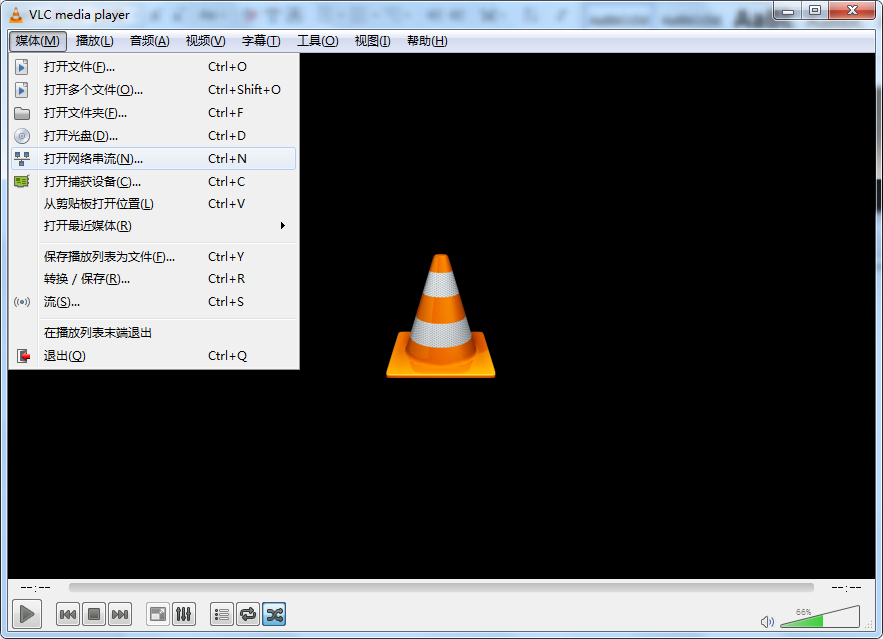 VLC media player
媒体(M) 播放(L) 音频(A) 视频(V) 字幕(T) 工具(O) 视图(I) 帮助(H)
打开文件(F)... Ctrl+O
打开多个文件(O)... Ctrl+Shift+O
打开文件夹(F)... Ctrl+F
打开光盘(D)... Ctrl+D
打开网络串流(N)... Ctrl+N
打开捕获设备(C)... Ctrl+C
从剪贴板打开位置(L) Ctrl+V
打开最近媒体(R)
保存播放列表为文件(F)... Ctrl+Y
转换 / 保存(R)... Ctrl+R
流(S)... Ctrl+S
在播放列表末端退出
退出(Q) Ctrl+Q
--:-- --:--
66%